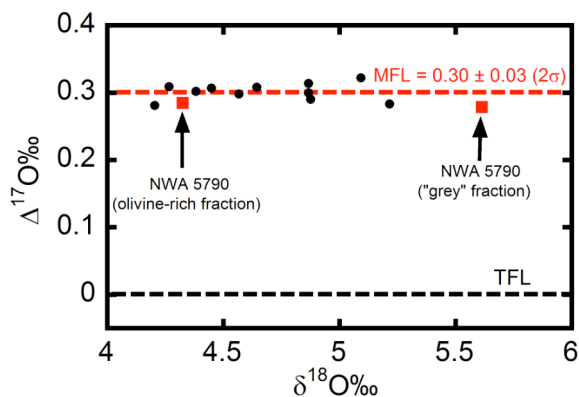 0.4
MFL = 0.30 ± 0.03 (2σ)
0.3
NWA 5790
(olivine-rich fraction)
NWA 5790
("grey" fraction)
0.2
Δ¹⁷O‰
0.1
TFL
0
4
4.5
5
5.5
6
δ¹⁸O‰